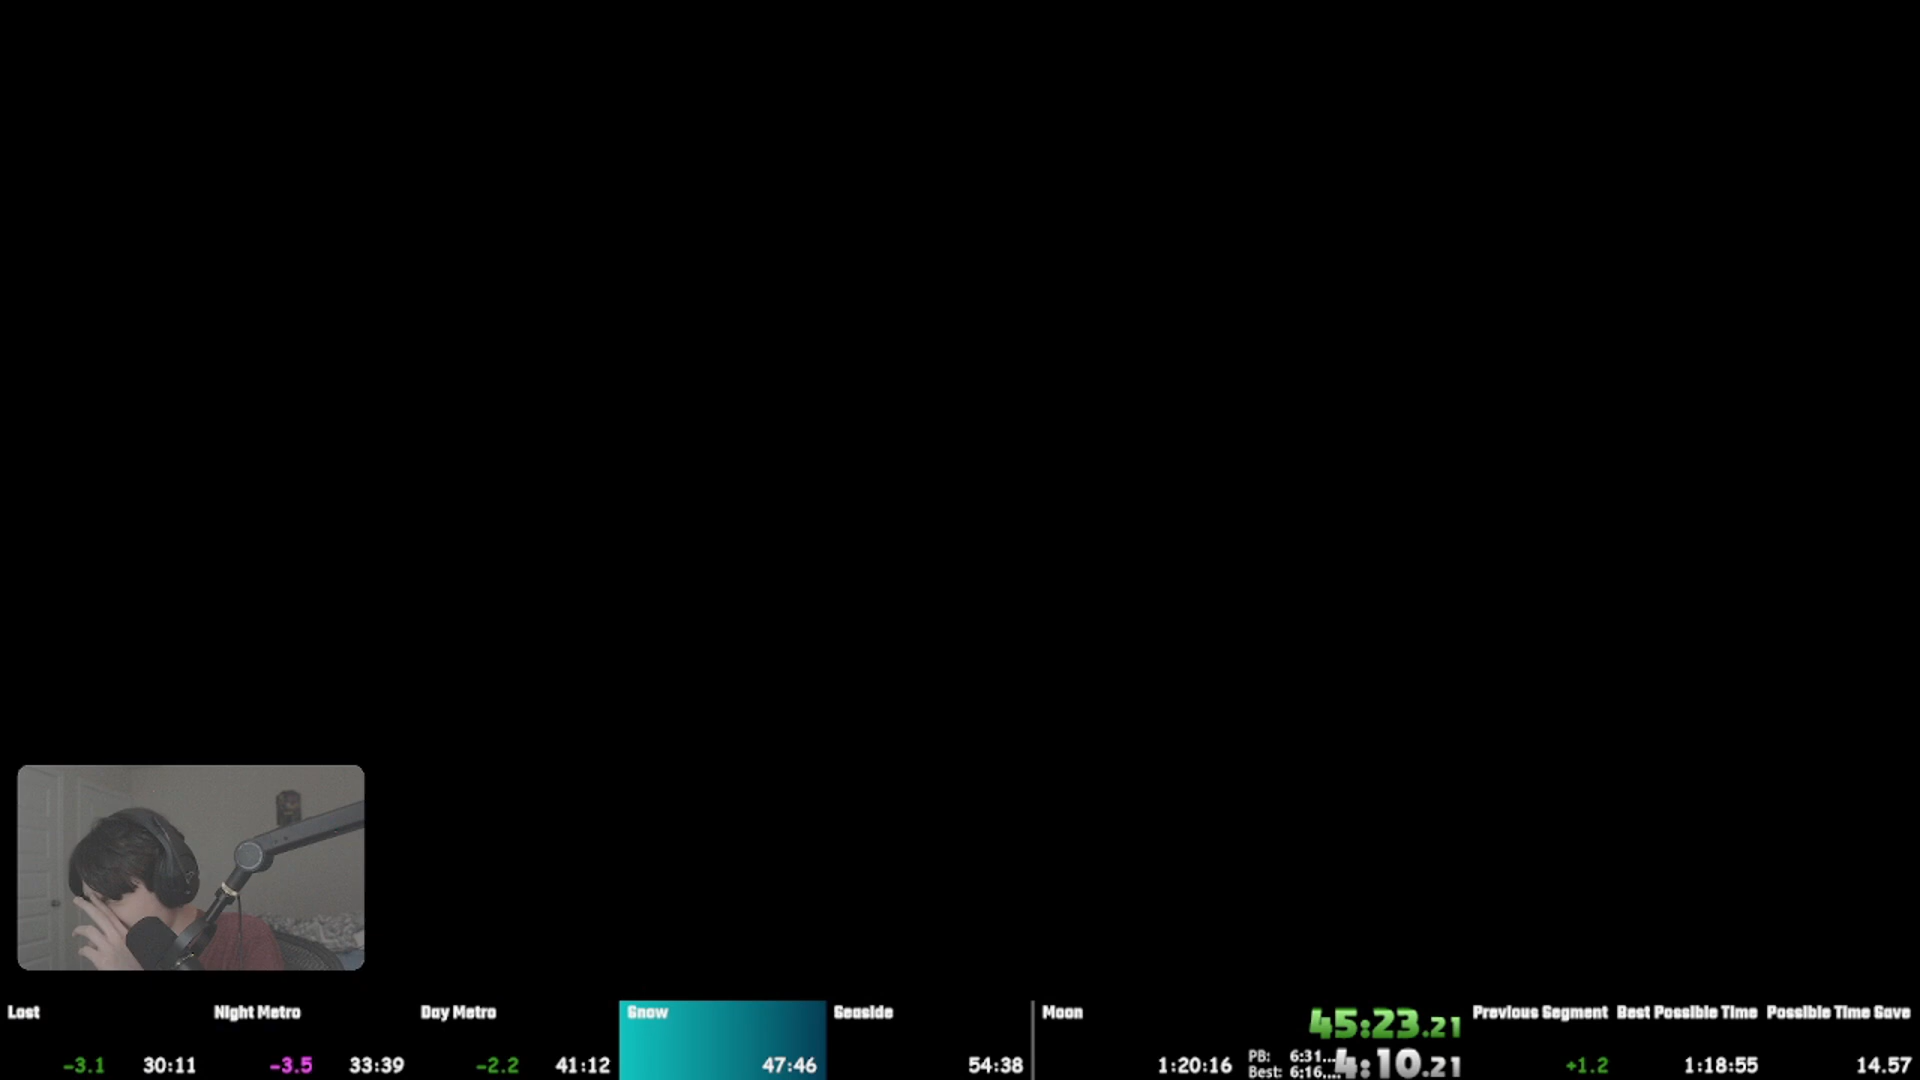 Lost
-3.1 30:11
Night Metro
-3.5 33:39
Day Metro
-2.2 41:12
Snow
47:46
Seaside
54:38
Moon
1:20:16
45:23.21
PB: 6:31...
Best: 6:16....
4:10.21
Previous Segment
+1.2
Best Possible Time
1:18:55
Possible Time Save
14.57